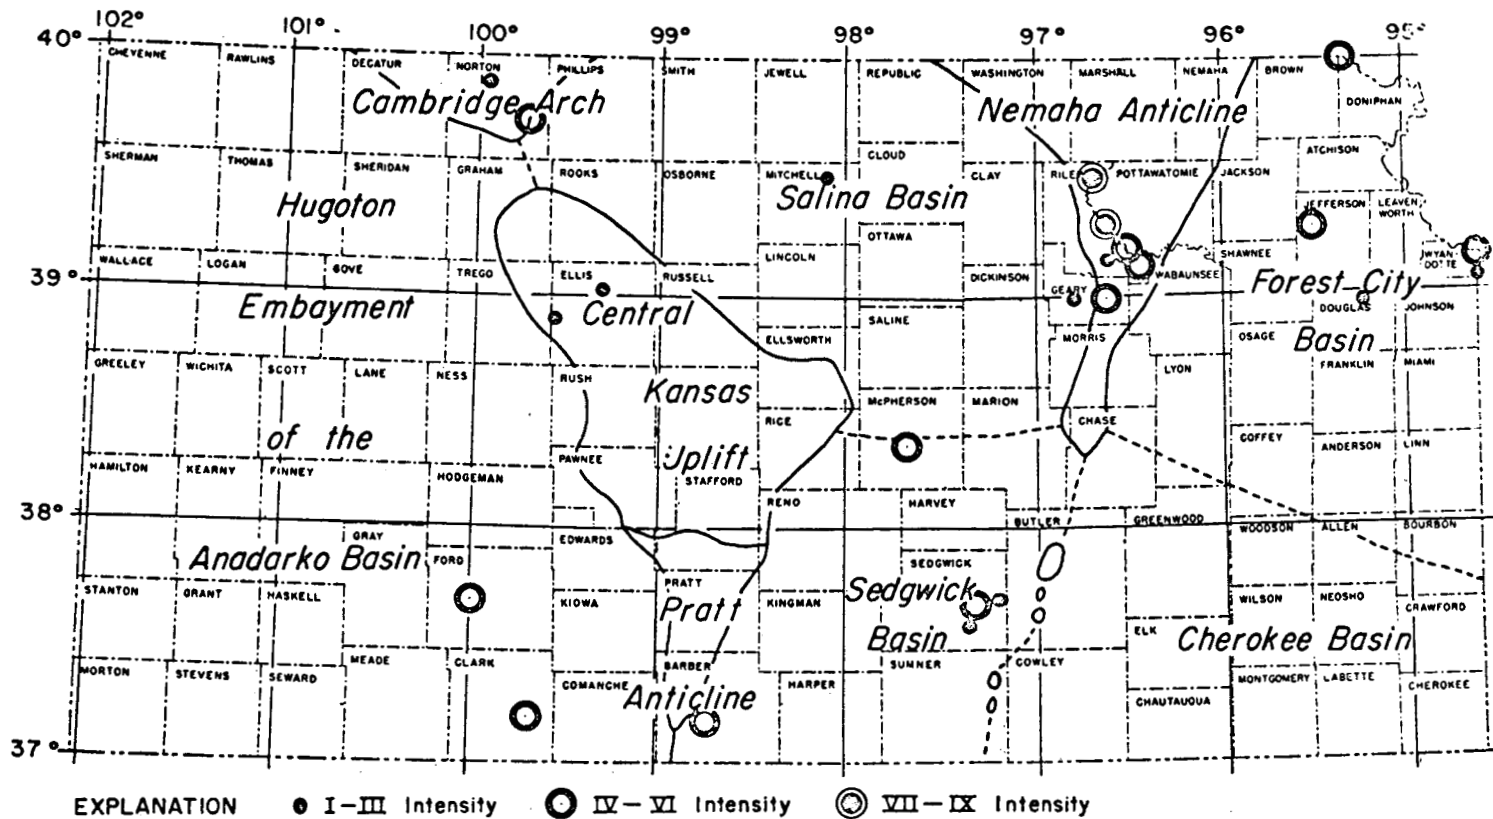 102° 101° 100° 99° 98° 97° 96° 95°
40°
CHEYENNE RAWLINS DECATUR NORTON PHILLIPS SMITH JEWELL REPUBLIC WASHINGTON MARSHALL NEMAHA BROWN
DONIPHAN
Cambridge Arch Nemaha Anticline
SHERMAN THOMAS SHERIDAN GRAHAM ROOKS OSBORNE MITCHELL CLOUD CLAY RILE POTTAWATOMIE JACKSON ATCHISON
Hugoton Salina Basin
JEFFERSON LEAVEN
WORTH
OTTAWA
39°
WALLACE LOGAN GOVE TREGO ELLIS RUSSELL LINCOLN DICKINSON GEARY WABAUNSEE SHAWNEE WYAN-
DOTTE
Embayment Central Forest City
SALINE DOUGLAS JOHNSON
ELLSWORTH MORRIS OSAGE
Basin
GREELEY WICHITA SCOTT LANE NESS RUSH LYON FRANKLIN MIAMI
Kansas
RICE McPHERSON MARION CHASE
of the Uplift
COFFEY ANDERSON LINN
HAMILTON KEARNY FINNEY HODGEMAN PAWNEE STAFFORD
38°
RENO HARVEY BUTLER GREENWOOD WOODSON ALLEN BOURBON
GRAY EDWARDS
Anadarko Basin
FORD SEDGWICK
STANTON GRANT HASKELL KIOWA PRATT KINGMAN WILSON NEOSHO CRAWFORD
Pratt Sedgwick
Basin Cherokee Basin
ELK
MORTON STEVENS SEWARD MEADE CLARK COMANCHE BARBER HARPER SUMNER COWLEY MONTGOMERY LABETTE CHEROKEE
Anticline
CHAUTAUQUA
37°
EXPLANATION I-III Intensity IV-VI Intensity VII-IX Intensity